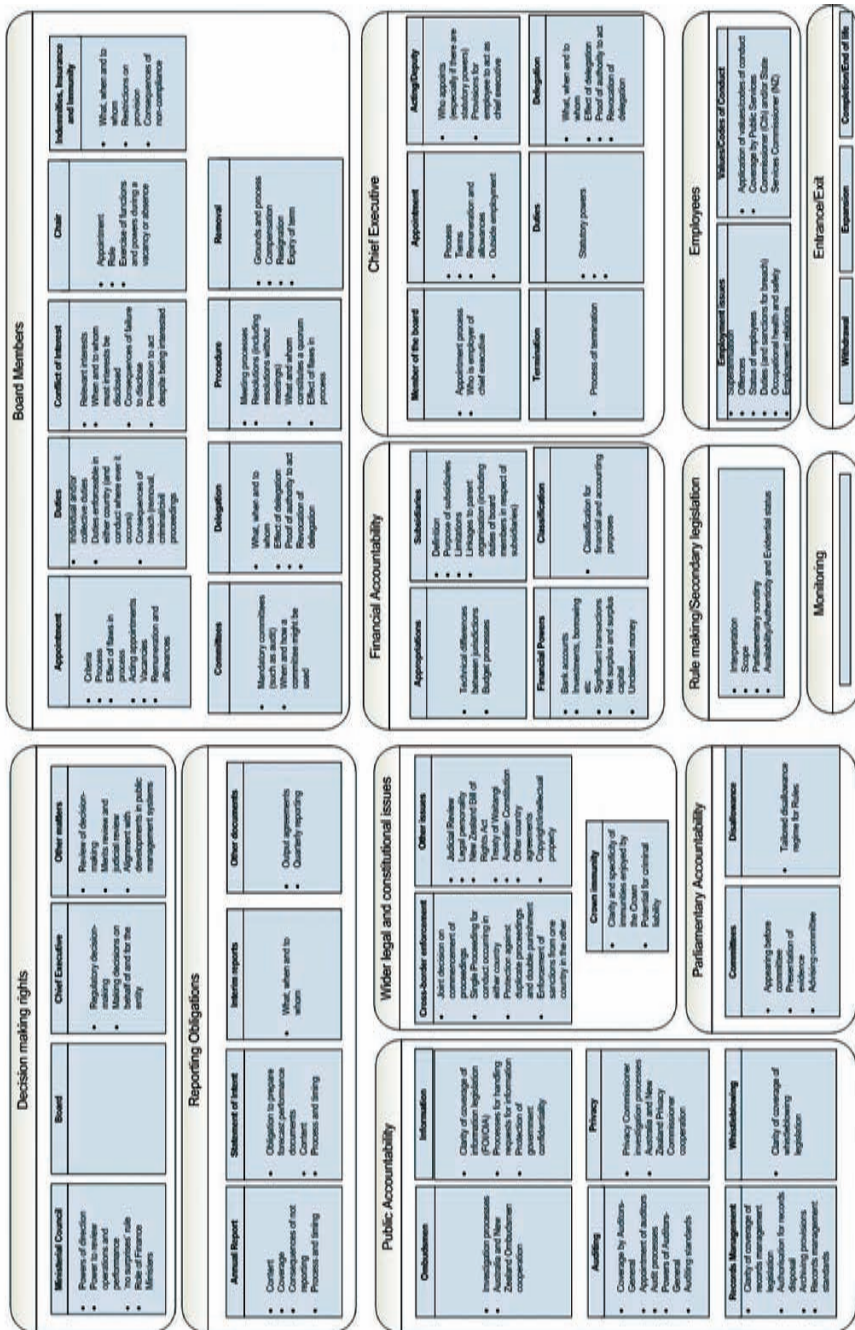 Decision making rights
Ministerial Council
• Powers of direction
• Power to review
operations and
performance
• 'no surprises' rule
• Role of Finance
Ministers
Board
Chief Executive
• Regulatory decision-
making
• Making decisions on
behalf of and for the
entity
Other matters
• Review of decision-
making
• Merits review and
judicial review
• Alignment with
developments in public
management systems
Reporting Obligations
Annual Report
• Content
• Coverage
• Consequences of not
reporting
• Process and timing
Statement of Intent
• Obligation to prepare
forecast performance
documents
• Content
• Process and timing
Interim reports
• What, when and to
whom
Other documents
• Output agreements
• Quarterly reporting
Public Accountability
Ombudsmen
• Investigation processes
• Australia and New
Zealand Ombudsmen
cooperation
Information
• Clarity of coverage of
information legislation
(FOI/OIA)
• Processes for handling
requests for information
• Protection of
government
confidentiality
Auditing
• Coverage by Auditors-
General
• Appointment of auditors
• Audit processes
• Powers of Auditors-
General
• Auditing standards
Privacy
• Privacy Commissioner
investigation processes
• Australia and New
Zealand Privacy
Commissioner
cooperation
Records Management
• Clarity of coverage of
records management
legislation
• Authorisation for records
disposal
• Archiving provisions
• Records management
standards
Whistleblowing
• Clarity of coverage of
whistleblowing
legislation
Wider legal and constitutional issues
Cross-border enforcement
• Joint decision on
commencement of
proceedings
• Single Proceeding for
conduct occurring in
either country
• Protection against
duplicate proceedings
and double punishment
• Enforcement of
sanctions from one
country in the other
Other issues
• Judicial Review
• Legal personality
• New Zealand Bill of
Rights Act
• Treaty of Waitangi
• Australian Constitution
• Other country
agreements
• Copyright/intellectual
property
Crown immunity
• Clarity and specificity of
immunities enjoyed by
the Crown
• Potential for criminal
liability
Parliamentary Accountability
Committees
• Appearing before
committee
• Presentation of
evidence
• Advising committee
Disallowance
• Tailored disallowance
regime for Rules
Board Members
Appointment
• Criteria
• Process
• Effect of flaws in
process
• Acting appointments
• Vacancies
• Remuneration and
allowances
Duties
• Individual and/or
collective duties
• Duties enforceable in
either country (and
conduct where ever it
occurs)
• Consequences of
breach (removal,
criminal/civil
proceedings
Conflict of interest
• Relevant interests
• When and to whom
must interests be
disclosed
• Consequences of failure
to disclose
• Permission to act
despite being interested
Chair
• Appointment
• Role
• Exercise of functions
and powers during a
vacancy or absence
Indemnities, Insurance
and Immunity
• What, when and to
whom
• Restrictions on
provision
• Consequences of
non-compliance
Committees
• Mandatory committees
(such as audit)
• When and how a
committee might be
used
Delegation
• What, when and to
whom
• Effect of delegation
• Proof of authority to act
• Revocation of
delegation
Procedure
• Meeting processes
• Resolutions (including
resolutions without
meetings)
• What and whom
constitutes a quorum
• Effect of flaws in
process
Removal
• Grounds and process
• Compensation
• Resignation
• Expiry of term
Financial Accountability
Subsidiaries
• Definition
• Purpose of subsidiaries
• Limitations
• Linkages to parent
organisation (including
duties of board
members in respect of
subsidiaries)
• Technical differences
between jurisdictions
• Budget processes
Financial Powers
• Bank accounts
• Investments, borrowing
etc
• Significant transactions
• Net surplus and surplus
capital
• Unclaimed money
Classification
• Classification for
financial and accounting
purposes
Chief Executive
Member of the board
• Appointment process
• Who is employer of
chief executive
Appointment
• Process
• Terms
• Remuneration and
allowances
• Outside employment
Acting/Deputy
• Who appoints
(especially if there are
statutory powers)
• Provisions for
employee to act as
chief executive
Termination
• Process of termination
Duties
• Statutory powers
Delegation
• What, when and to
whom
• Effect of delegation
• Proof of authority to act
• Revocation of
delegation
Rule making/Secondary legislation
• Interpretation
• Scope
• Parliamentary scrutiny
• Availability/Authenticity and Evidential status
Employees
Employment issues
• Superannuation
• Offences
• Status of employees
• Duties (and sanctions for breach)
• Occupational health and safety
• Employment relations
Values/Codes of Conduct
• Application of values/codes of conduct
• Coverage by Public Services
Commissioner (Cth) and/or State
Services Commissioner (NZ)
Monitoring
Entrance/Exit
Withdrawal
Expansion
Completion/End of life